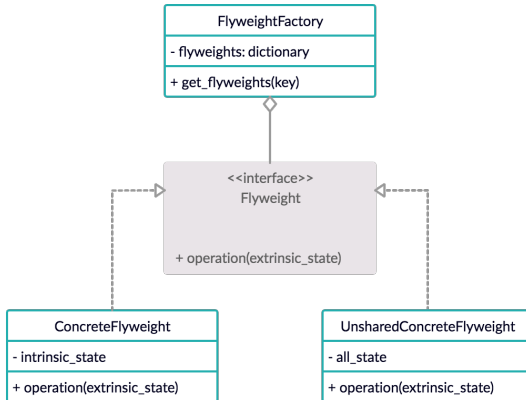 FlyweightFactory
- flyweights: dictionary
+ get_flyweights(key)
<<interface>>
Flyweight
+ operation(extrinsic_state)
ConcreteFlyweight
- intrinsic_state
+ operation(extrinsic_state)
UnsharedConcreteFlyweight
- all_state
+ operation(extrinsic_state)